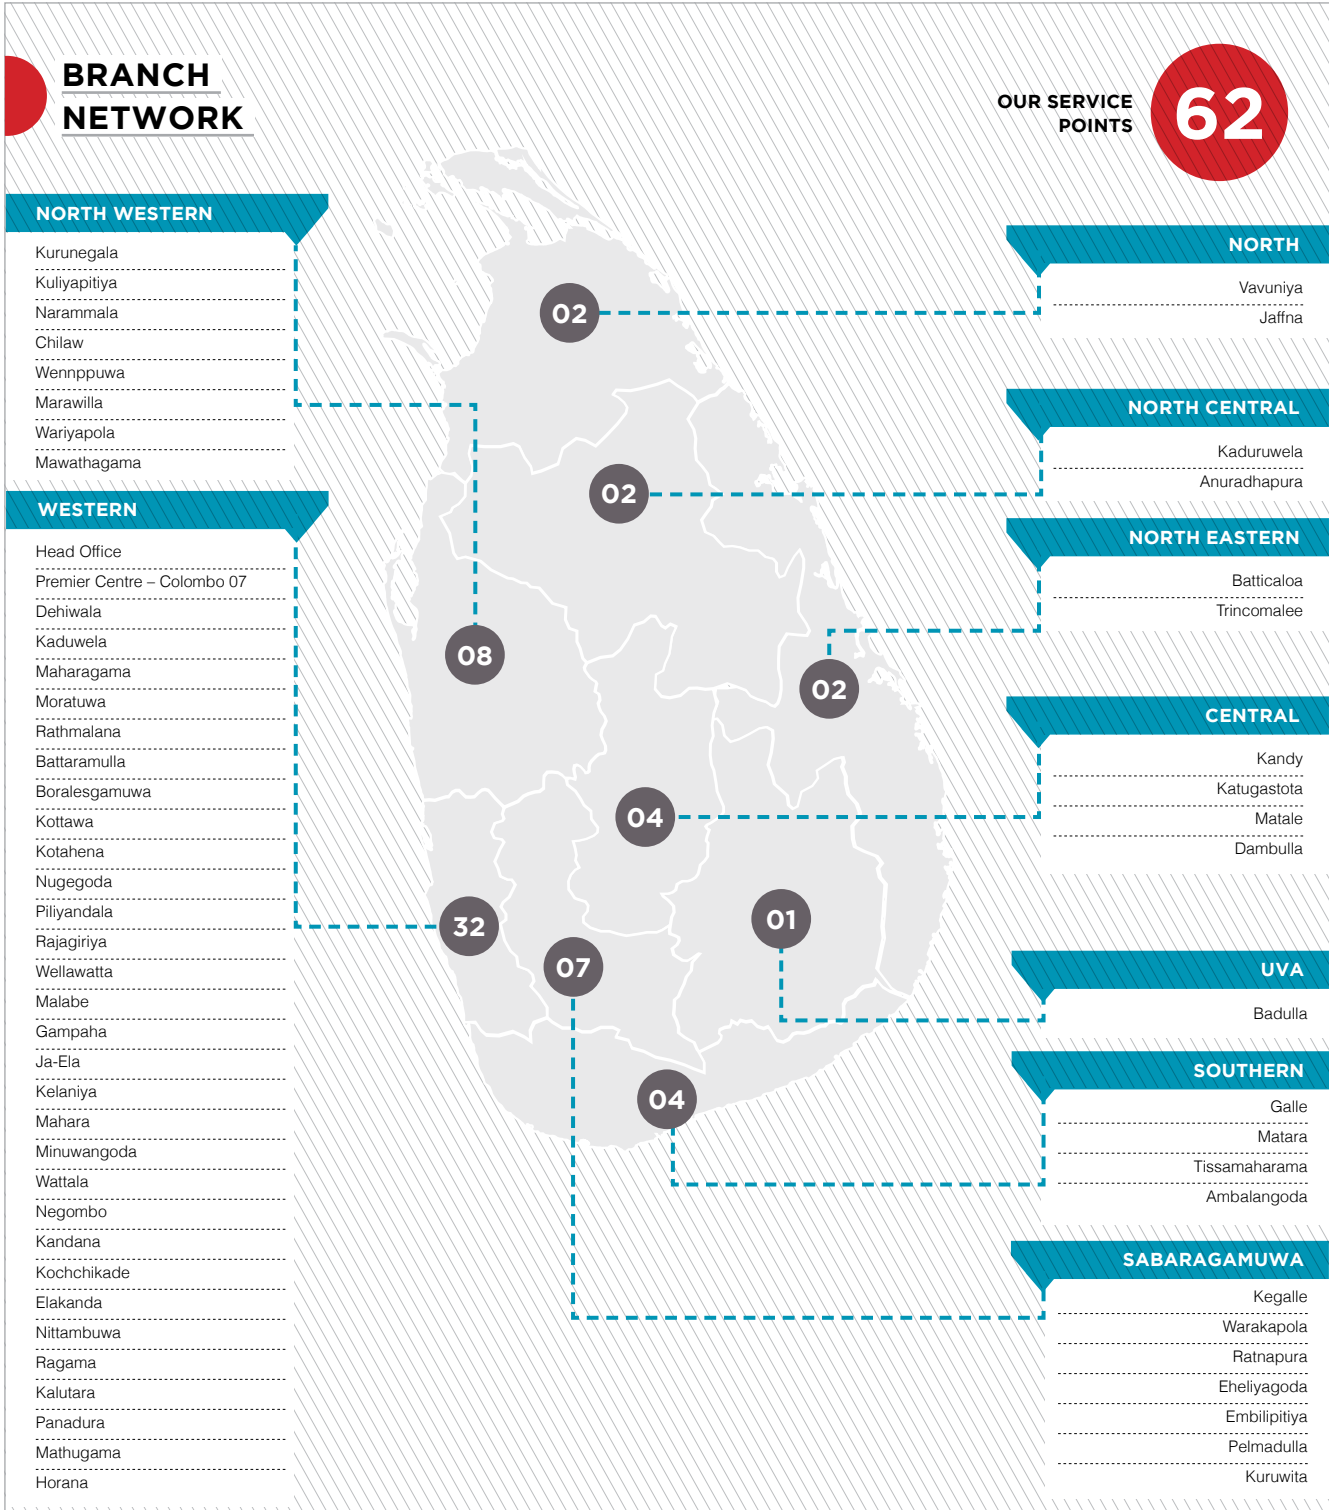 BRANCH
NETWORK
OUR SERVICE
POINTS
62
NORTH WESTERN
Kurunegala
Kuliyapitiya
Narammala
Chilaw
Wennppuwa
Marawilla
Wariyapola
Mawathagama
WESTERN
Head Office
Premier Centre – Colombo 07
Dehiwala
Kaduwela
Maharagama
Moratuwa
Rathmalana
Battaramulla
Boralesgamuwa
Kottawa
Kotahena
Nugegoda
Piliyandala
Rajagiriya
Wellawatta
Malabe
Gampaha
Ja-Ela
Kelaniya
Mahara
Minuwangoda
Wattala
Negombo
Kandana
Kochchikade
Elakanda
Nittambuwa
Ragama
Kalutara
Panadura
Mathugama
Horana
02
02
08
02
04
01
32
07
04
NORTH
Vavuniya
Jaffna
NORTH CENTRAL
Kaduruwela
Anuradhapura
NORTH EASTERN
Batticaloa
Trincomalee
CENTRAL
Kandy
Katugastota
Matale
Dambulla
UVA
Badulla
SOUTHERN
Galle
Matara
Tissamaharama
Ambalangoda
SABARAGAMUWA
Kegalle
Warakapola
Ratnapura
Eheliyagoda
Embilipitiya
Pelmadulla
Kuruwita